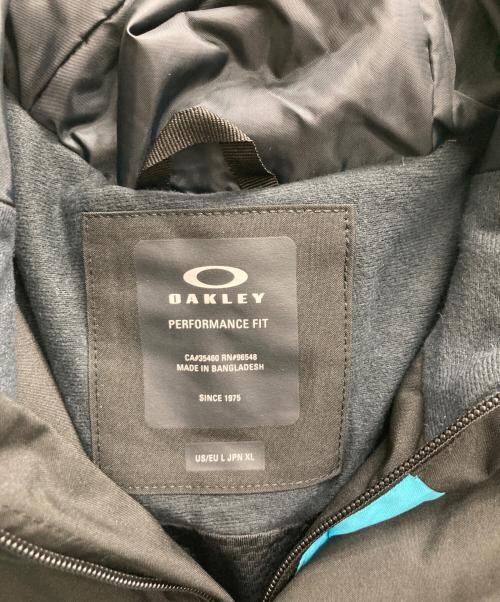 OAKLEY
PERFORMANCE FIT
CA#35460 RN#96548
MADE IN BANGLADESH
SINCE 1975
US/EU L JPN XL